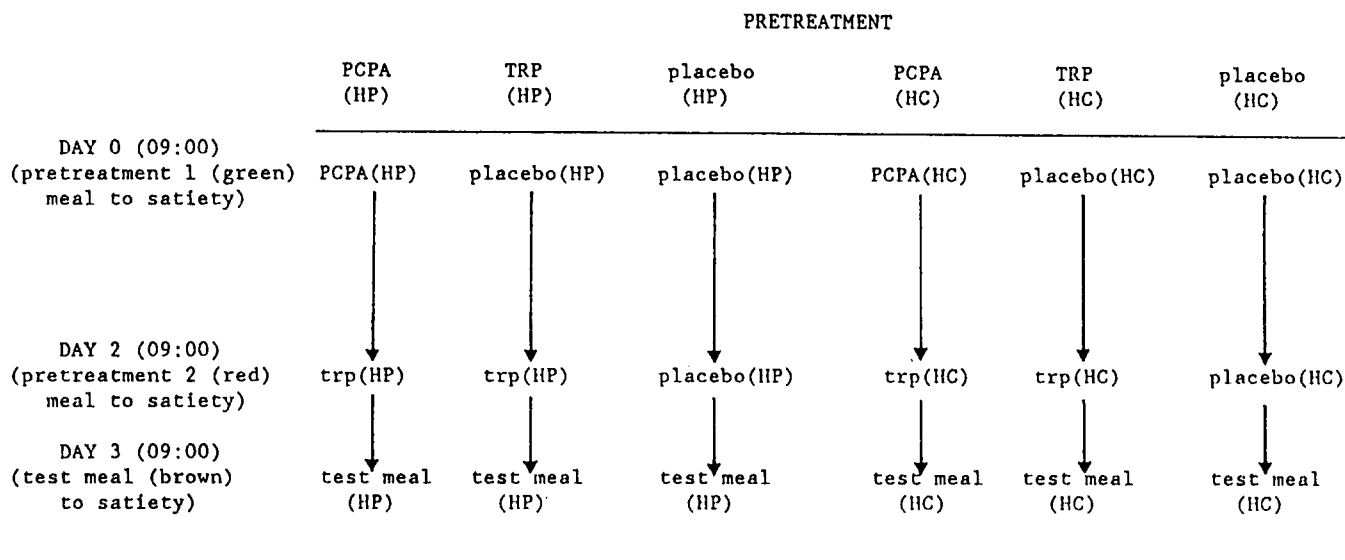 PRETREATMENT
PCPA TRP placebo PCPA TRP placebo
(HP) (HP) (HP) (HC) (HC) (HC)
DAY 0 (09:00)
(pretreatment 1 (green) PCPA(HP) placebo(HP) placebo(HP) PCPA(HC) placebo(HC) placebo(HC)
meal to satiety)
DAY 2 (09:00)
(pretreatment 2 (red) trp(HP) trp(HP) placebo(HP) trp(HC) trp(HC) placebo(HC)
meal to satiety)
DAY 3 (09:00)
(test meal (brown) test meal test meal test meal test meal test meal test meal
to satiety) (HP) (HP) (HP) (HC) (HC) (HC)